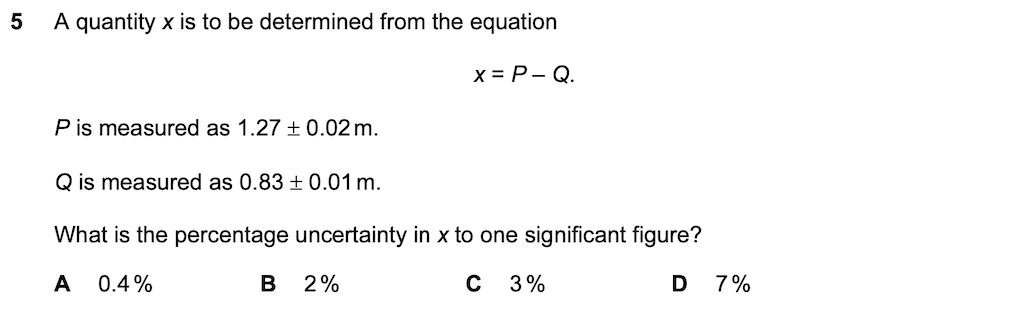 5 A quantity x is to be determined from the equation
x = P – Q.
P is measured as 1.27 ± 0.02 m.
Q is measured as 0.83 ± 0.01 m.
What is the percentage uncertainty in x to one significant figure?
A 0.4 % B 2 % C 3 % D 7 %